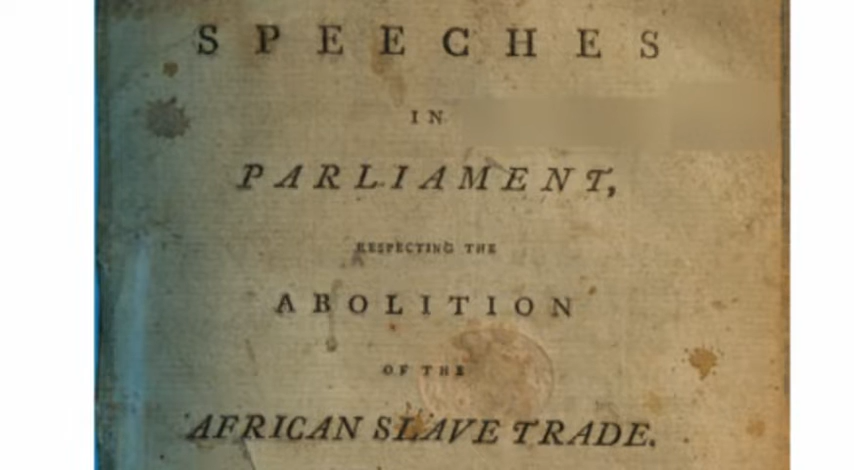 SPEECHES
IN
PARLIAMENT,
RESPECTING THE
ABOLITION
OF THE
AFRICAN SLAVE TRADE.